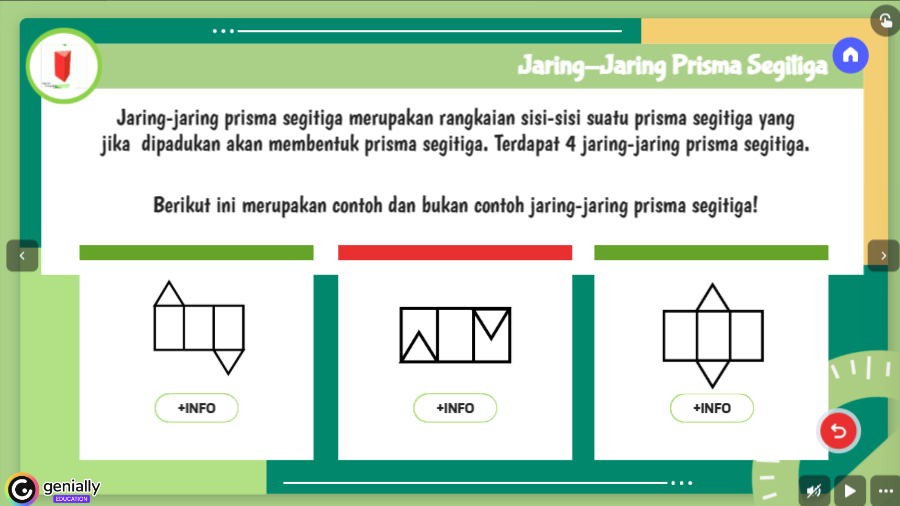 Jaring-Jaring Prisma Segitiga
Jaring-jaring prisma segitiga merupakan rangkaian sisi-sisi suatu prisma segitiga yang
jika dipadukan akan membentuk prisma segitiga. Terdapat 4 jaring-jaring prisma segitiga.
Berikut ini merupakan contoh dan bukan contoh jaring-jaring prisma segitiga!
+INFO
+INFO
+INFO
genially
EDUCATION